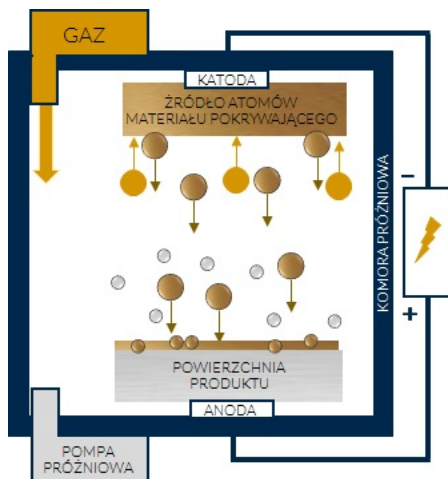 GAZ
KATODA
ŹRÓDŁO ATOMÓW
MATERIAŁU POKRYWAJĄCEGO
KOMORA PRÓŻNIOWA
–
+
POWIERZCHNIA
PRODUKTU
ANODA
POMPA
PRÓŻNIOWA